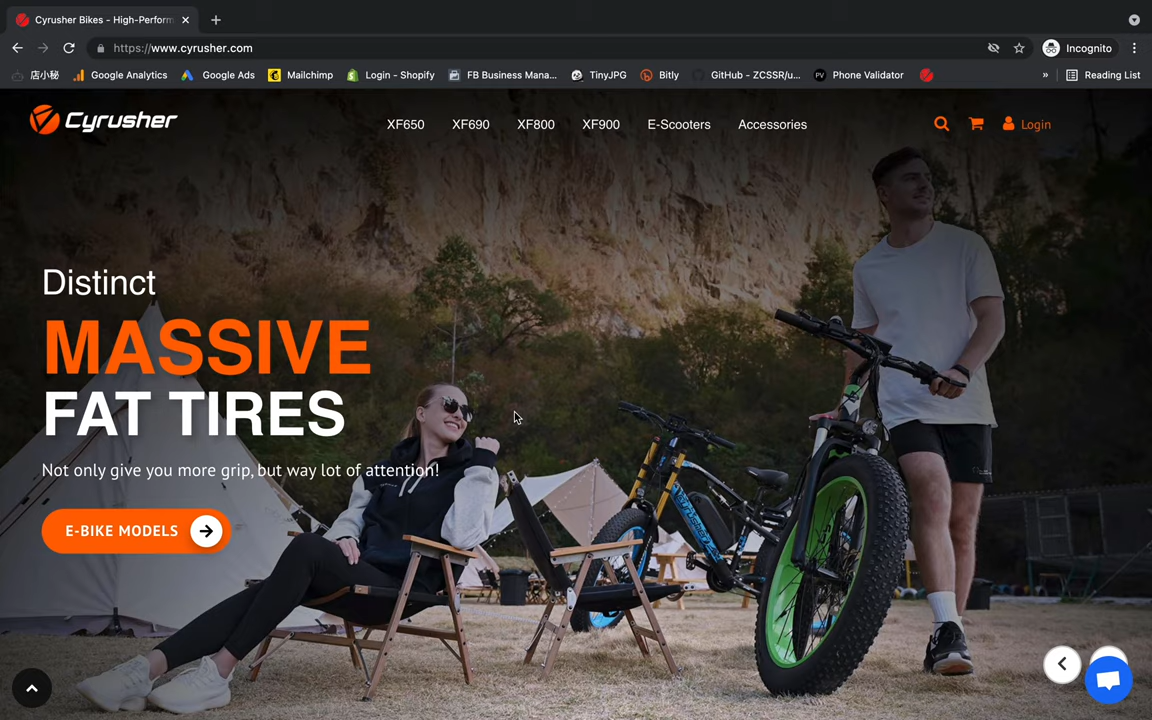 Cyrusher Bikes - High-Perform
https://www.cyrusher.com
Incognito
店小秘
Google Analytics
Google Ads
Mailchimp
Login - Shopify
FB Business Mana...
TinyJPG
Bitly
GitHub - ZCSSR/u...
Phone Validator
»
Reading List
Cyrusher
XF650
XF690
XF800
XF900
E-Scooters
Accessories
Login
Distinct
MASSIVE
FAT TIRES
Not only give you more grip, but way lot of attention!
E-BIKE MODELS
Cyrusher